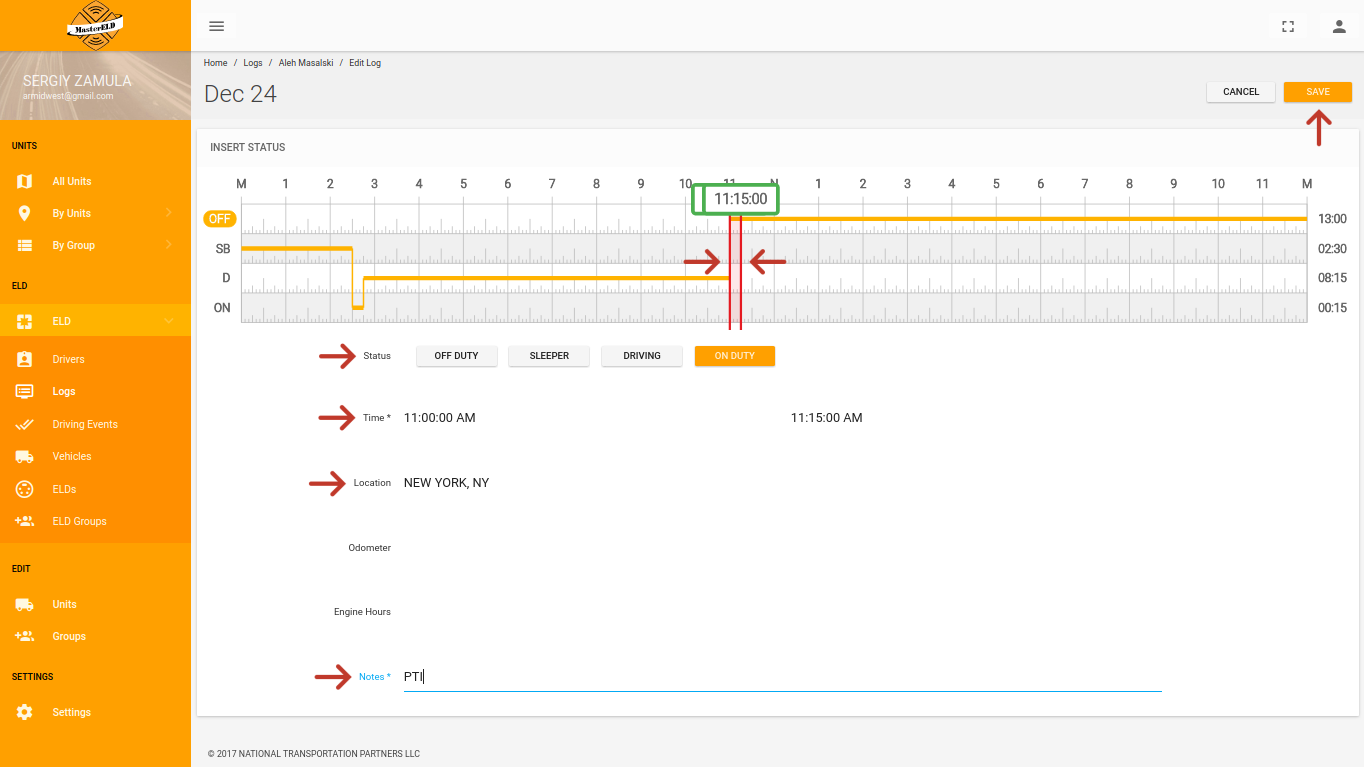 MasterELD
SERGIY ZAMULA
armidwest@gmail.com
UNITS
All Units
By Units
By Group
ELD
ELD
Drivers
Logs
Driving Events
Vehicles
ELDs
ELD Groups
EDIT
Units
Groups
SETTINGS
Settings
Home / Logs / Aleh Masalski / Edit Log
Dec 24
CANCEL SAVE
INSERT STATUS
M 1 2 3 4 5 6 7 8 9 10 11 N 1 2 3 4 5 6 7 8 9 10 11 M
11:15:00
OFF 13:00
SB 02:30
D 08:15
ON 00:15
Status OFF DUTY SLEEPER DRIVING ON DUTY
Time * 11:00:00 AM 11:15:00 AM
Location NEW YORK, NY
Odometer
Engine Hours
Notes * PTI
© 2017 NATIONAL TRANSPORTATION PARTNERS LLC